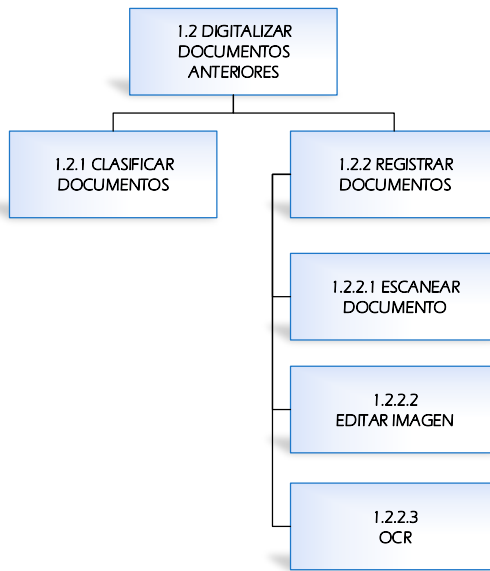 1.2 DIGITALIZAR
DOCUMENTOS
ANTERIORES
1.2.1 CLASIFICAR
DOCUMENTOS
1.2.2 REGISTRAR
DOCUMENTOS
1.2.2.1 ESCANEAR
DOCUMENTO
1.2.2.2
EDITAR IMAGEN
1.2.2.3
OCR